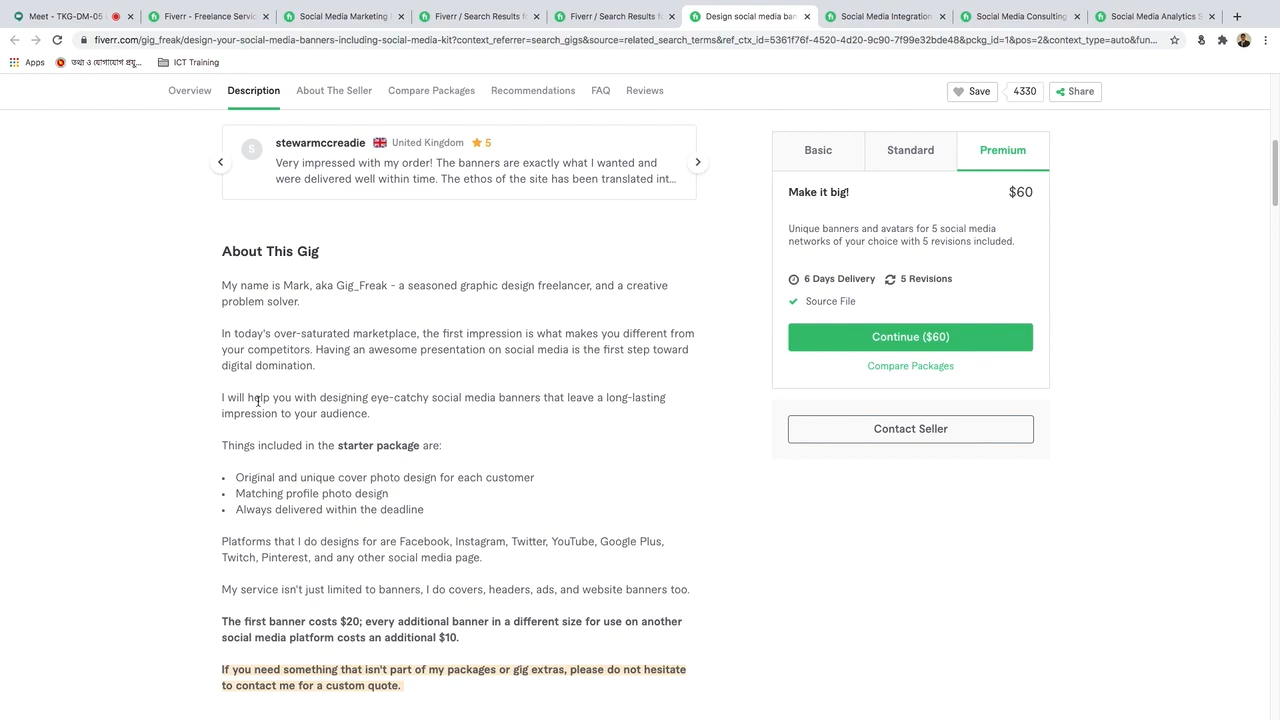 Meet - TKG-DM-05
Fiverr - Freelance Servic
Social Media Marketing
Fiverr / Search Results fo
Fiverr / Search Results fo
Design social media ban
Social Media Integration
Social Media Consulting
Social Media Analytics S
fiverr.com/gig_freak/design-your-social-media-banners-including-social-media-kit?context_referrer=search_gigs&source=related_search_terms&ref_ctx_id=5361f76f-4520-4d20-9c90-7f99e32bde48&pckg_id=1&pos=2&context_type=auto&fun...
Apps
তথ্য ও যোগাযোগ প্রযু...
ICT Training
Overview
Description
About The Seller
Compare Packages
Recommendations
FAQ
Reviews
Save
4330
Share
S
stewarmccreadie
United Kingdom
5
Very impressed with my order! The banners are exactly what I wanted and
were delivered well within time. The ethos of the site has been translated int...
About This Gig
My name is Mark, aka Gig_Freak - a seasoned graphic design freelancer, and a creative
problem solver.
In today's over-saturated marketplace, the first impression is what makes you different from
your competitors. Having an awesome presentation on social media is the first step toward
digital domination.
I will help you with designing eye-catchy social media banners that leave a long-lasting
impression to your audience.
Things included in the starter package are:
• Original and unique cover photo design for each customer
• Matching profile photo design
• Always delivered within the deadline
Platforms that I do designs for are Facebook, Instagram, Twitter, YouTube, Google Plus,
Twitch, Pinterest, and any other social media page.
My service isn't just limited to banners, I do covers, headers, ads, and website banners too.
The first banner costs $20; every additional banner in a different size for use on another
social media platform costs an additional $10.
If you need something that isn't part of my packages or gig extras, please do not hesitate
to contact me for a custom quote.
Basic
Standard
Premium
Make it big!
$60
Unique banners and avatars for 5 social media
networks of your choice with 5 revisions included.
6 Days Delivery
5 Revisions
Source File
Continue ($60)
Compare Packages
Contact Seller